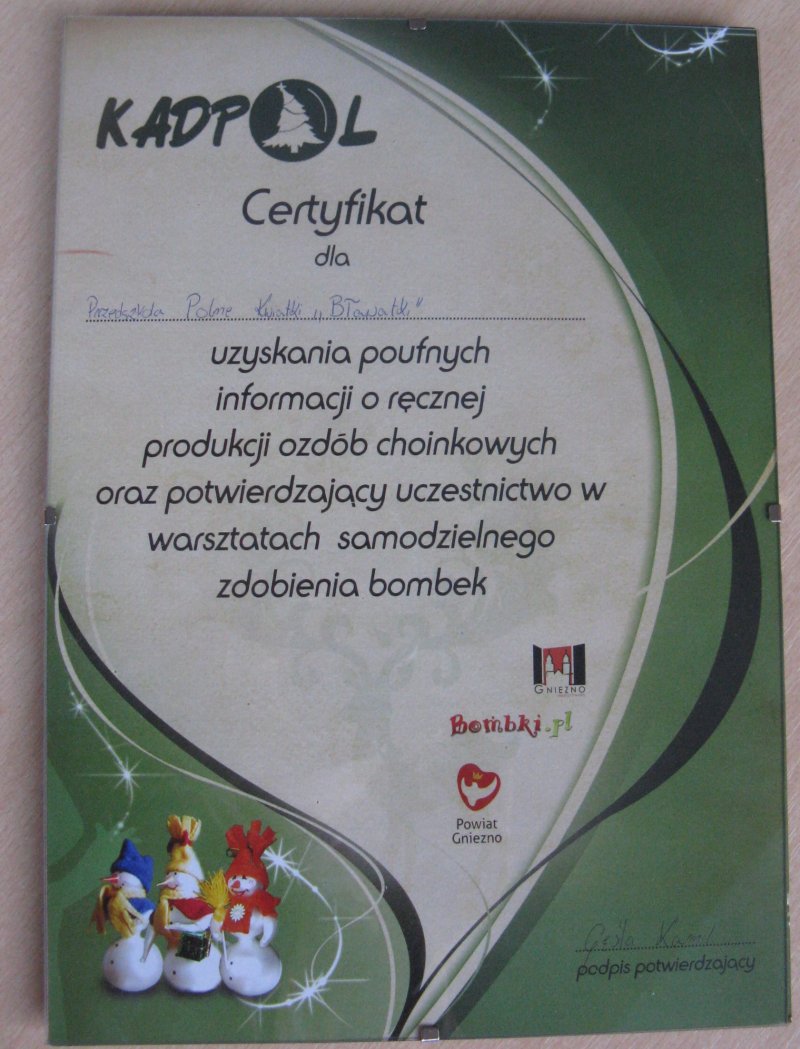 KADPOL
Certyfikat
dla
Przedszkola Polne Kwiatki „Bławatki”
uzyskania poufnych
informacji o ręcznej
produkcji ozdób choinkowych
oraz potwierdzający uczestnictwo w
warsztatach samodzielnego
zdobienia bombek
GNIEZNO
Bombki.pl
Powiat
Gniezno
podpis potwierdzający